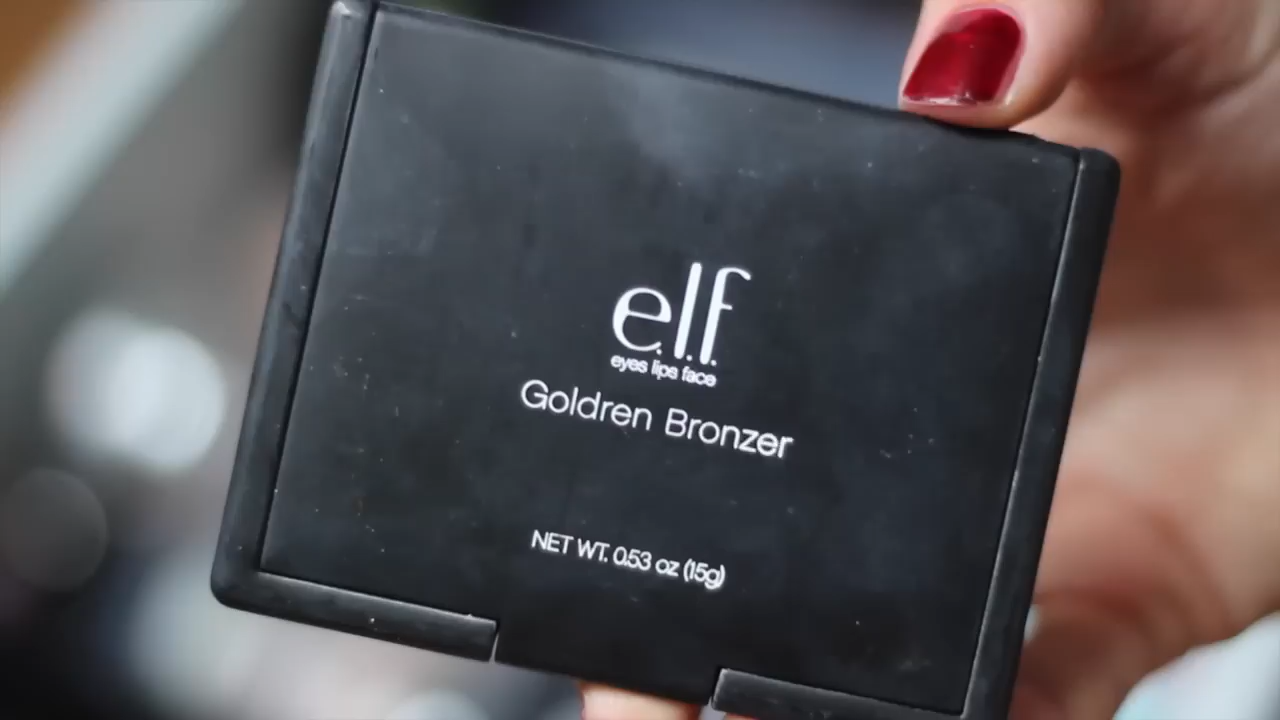 e.l.f.
eyes lips face
Goldren Bronzer
NET WT. 0.53 oz (15g)